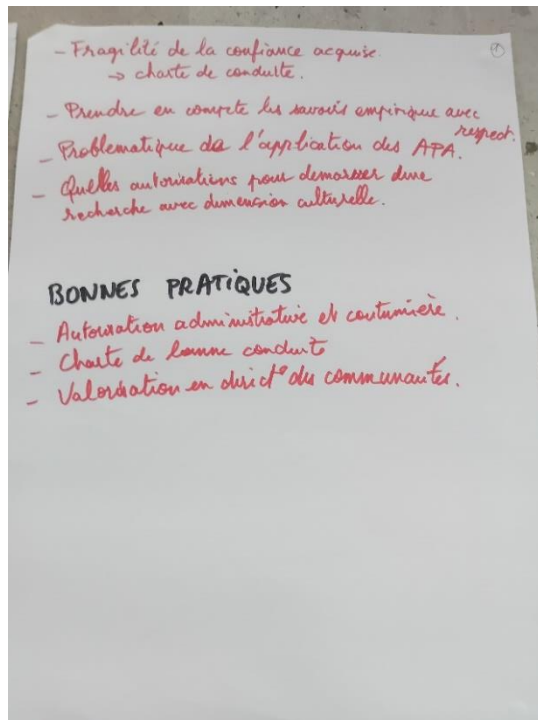 - Fragilité de la confiance acquise.
→ charte de conduite.
- Prendre en compte les savoirs empirique avec respect.
- Problematique de l'application des APA.
- Quelles autorisations pour demarrer dune
recherche avec dimension culturelle.
BONNES PRATIQUES
- Autorisation administrative et coutumière.
- Charte de bonne conduite
- Valorisation en direct° des communautés.